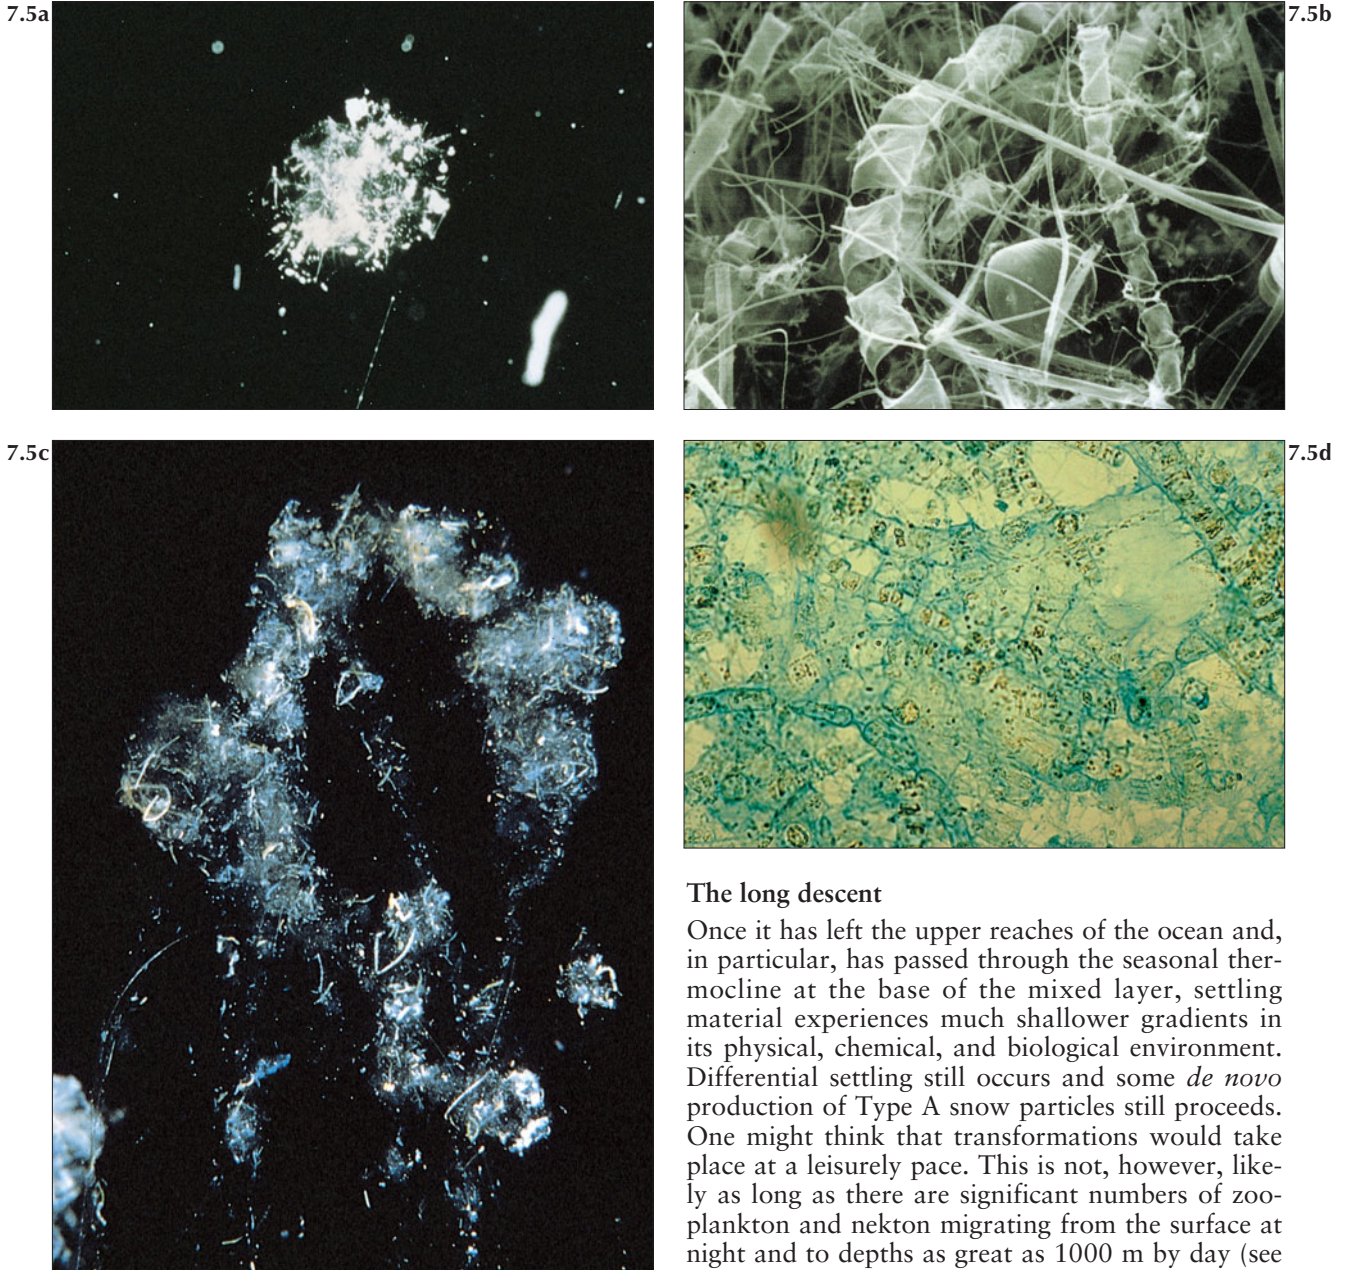 7.5a
7.5b
7.5c
7.5d
The long descent
Once it has left the upper reaches of the ocean and,
in particular, has passed through the seasonal ther-
mocline at the base of the mixed layer, settling
material experiences much shallower gradients in
its physical, chemical, and biological environment.
Differential settling still occurs and some de novo
production of Type A snow particles still proceeds.
One might think that transformations would take
place at a leisurely pace. This is not, however, like-
ly as long as there are significant numbers of zoo-
plankton and nekton migrating from the surface at
night and to depths as great as 1000 m by day (see